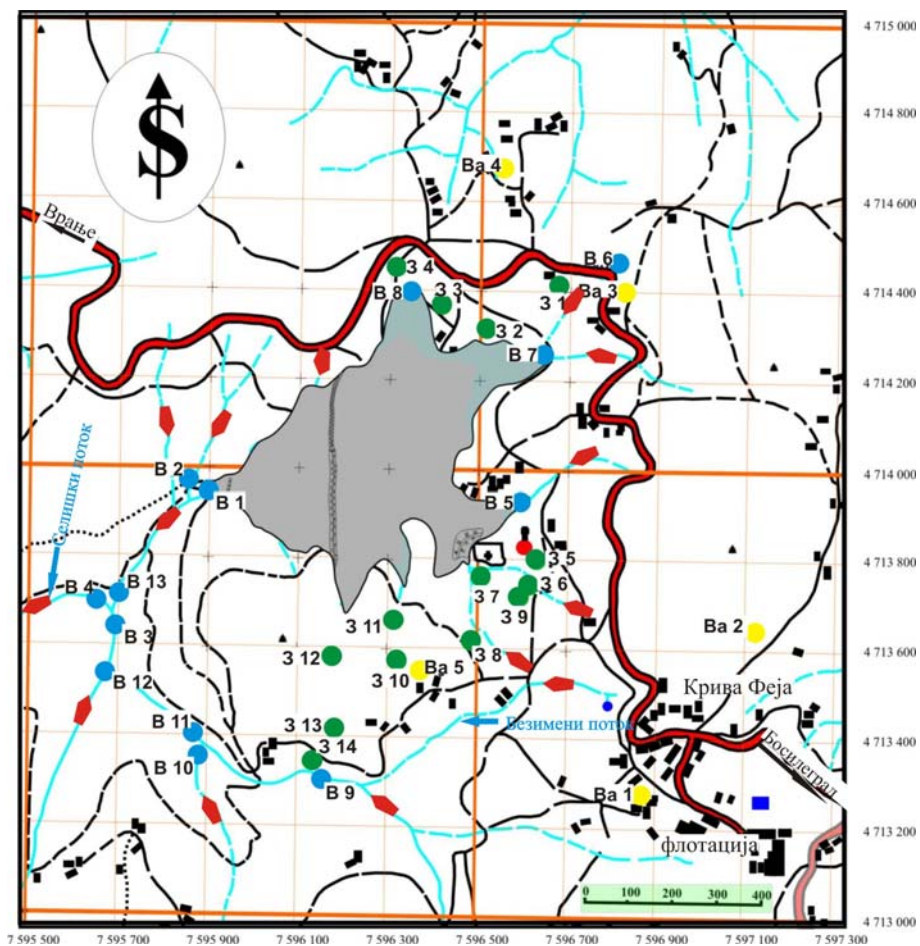 4 715 000
4 714 800
4 714 600
4 714 400
4 714 200
4 714 000
4 713 800
4 713 600
4 713 400
4 713 200
4 713 000
S
Врање
Ва 4
З 4
В 8
З 3
З 2
З 1
В 6
Ва 3
В 7
Селишки поток
В 2
В 1
В 5
З 5
З 6
З 7
З 9
В 4
В 13
В 3
В 12
З 11
З 8
З 12
З 10
Ва 5
Ва 2
Крива Феја
Безимени поток
Босилеград
В 11
З 13
З 14
В 10
В 9
Ва 1
флотација
0 100 200 300 400
7 595 500 7 595 700 7 595 900 7 596 100 7 596 300 7 596 500 7 596 700 7 596 900 7 597 100 7 597 300